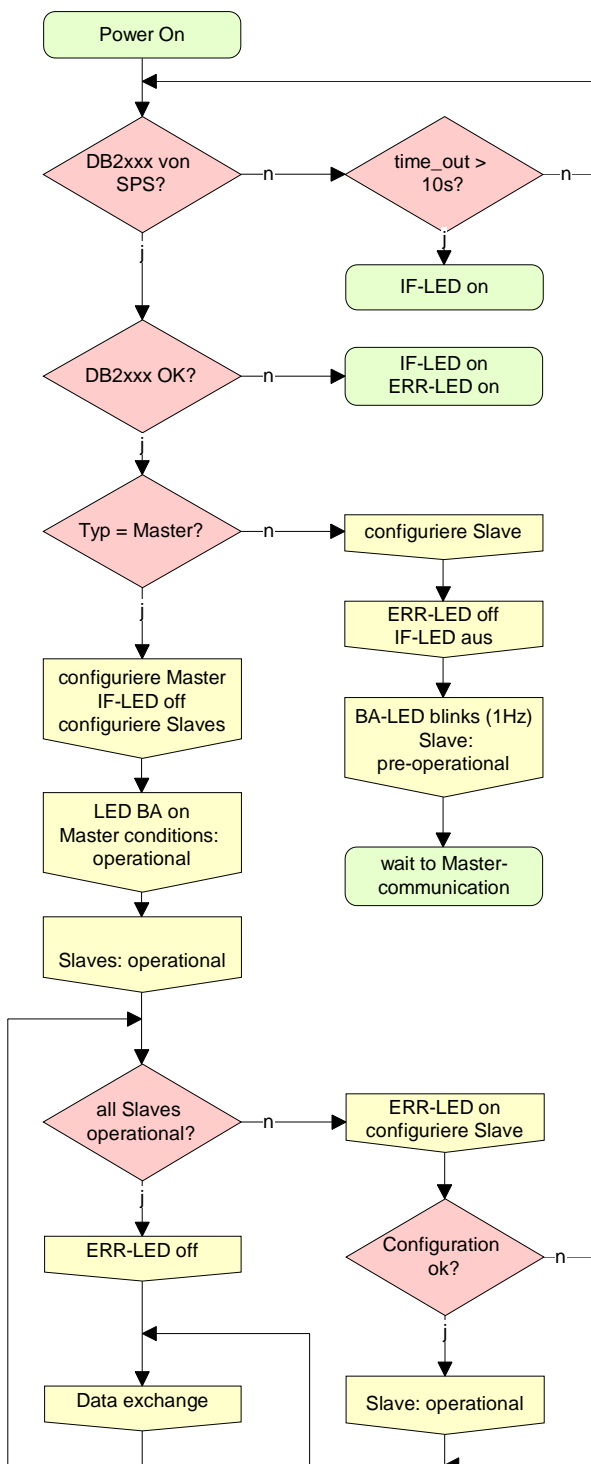 Power On
DB2xxx von
SPS?
n
time_out >
10s?
n
j
j
IF-LED on
DB2xxx OK?
n
IF-LED on
ERR-LED on
j
Typ = Master?
n
configuriere Slave
j
ERR-LED off
IF-LED aus
configuriere Master
IF-LED off
configuriere Slaves
BA-LED blinks (1Hz)
Slave:
pre-operational
LED BA on
Master conditions:
operational
wait to Master-
communication
Slaves: operational
all Slaves
operational?
n
ERR-LED on
configuriere Slave
j
ERR-LED off
Configuration
ok?
n
j
Data exchange
Slave: operational